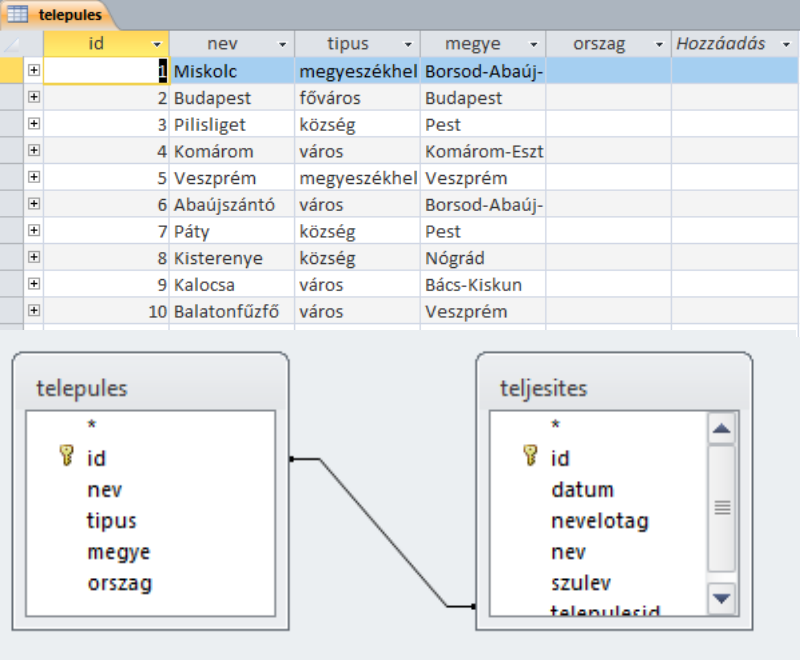 telepules
id nev tipus megye orszag Hozzáadás
1 Miskolc megyeszékhel Borsod-Abaúj-
2 Budapest főváros Budapest
3 Pilisliget község Pest
4 Komárom város Komárom-Eszt
5 Veszprém megyeszékhel Veszprém
6 Abaújszántó város Borsod-Abaúj-
7 Páty község Pest
8 Kisterenye község Nógrád
9 Kalocsa város Bács-Kiskun
10 Balatonfűzfő város Veszprém
telepules
*
id
nev
tipus
megye
orszag
teljesites
*
id
datum
nevelotag
nev
szulev
telepulesid